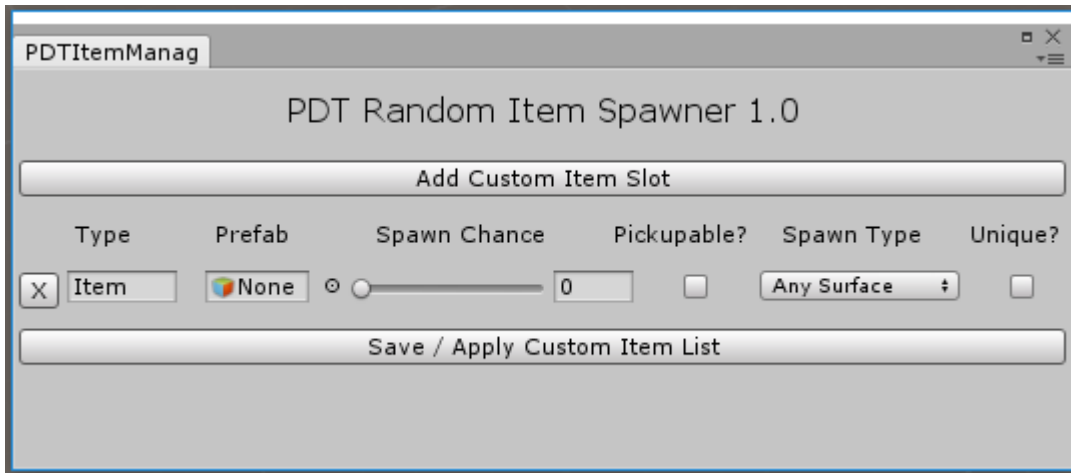 PDTItemManag
PDT Random Item Spawner 1.0
Add Custom Item Slot
Type Prefab Spawn Chance Pickupable? Spawn Type Unique?
X Item None 0 Any Surface
Save / Apply Custom Item List